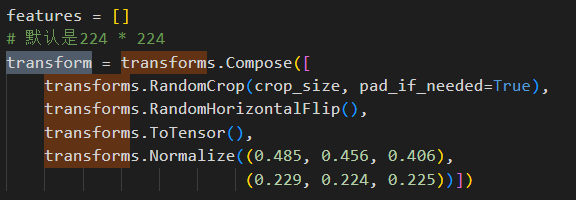 features = []
# 默认是224 * 224
transform = transforms.Compose([
    transforms.RandomCrop(crop_size, pad_if_needed=True),
    transforms.RandomHorizontalFlip(),
    transforms.ToTensor(),
    transforms.Normalize((0.485, 0.456, 0.406),
                         (0.229, 0.224, 0.225))])